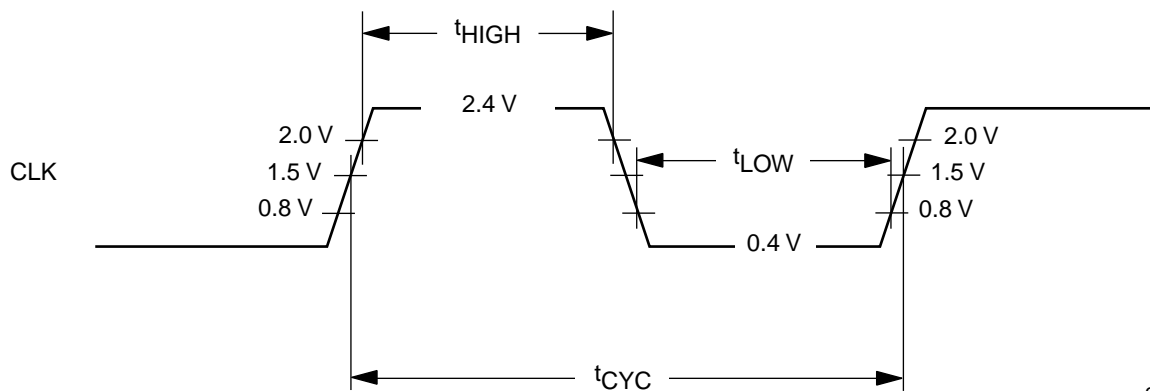 tHIGH
2.4 V
2.0 V
2.0 V
tLOW
CLK
1.5 V
1.5 V
0.8 V
0.8 V
0.4 V
tCYC